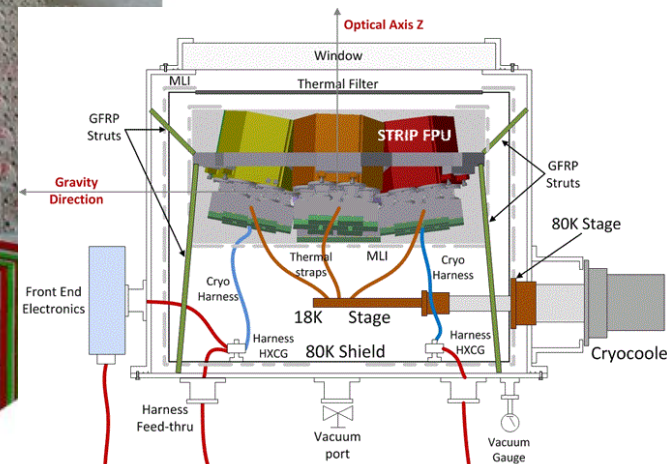 Optical Axis Z
Window
MLI
Thermal Filter
GFRP
Struts
STRIP FPU
GFRP
Struts
Gravity
Direction
80K Stage
MLI
Cryo
Harness
Thermal
straps
Cryo
Harness
Front End
Electronics
18K Stage
Harness
HXCG
80K Shield
Harness
HXCG
Cryocoole
Harness
Feed-thru
Vacuum
port
Vacuum
Gauge